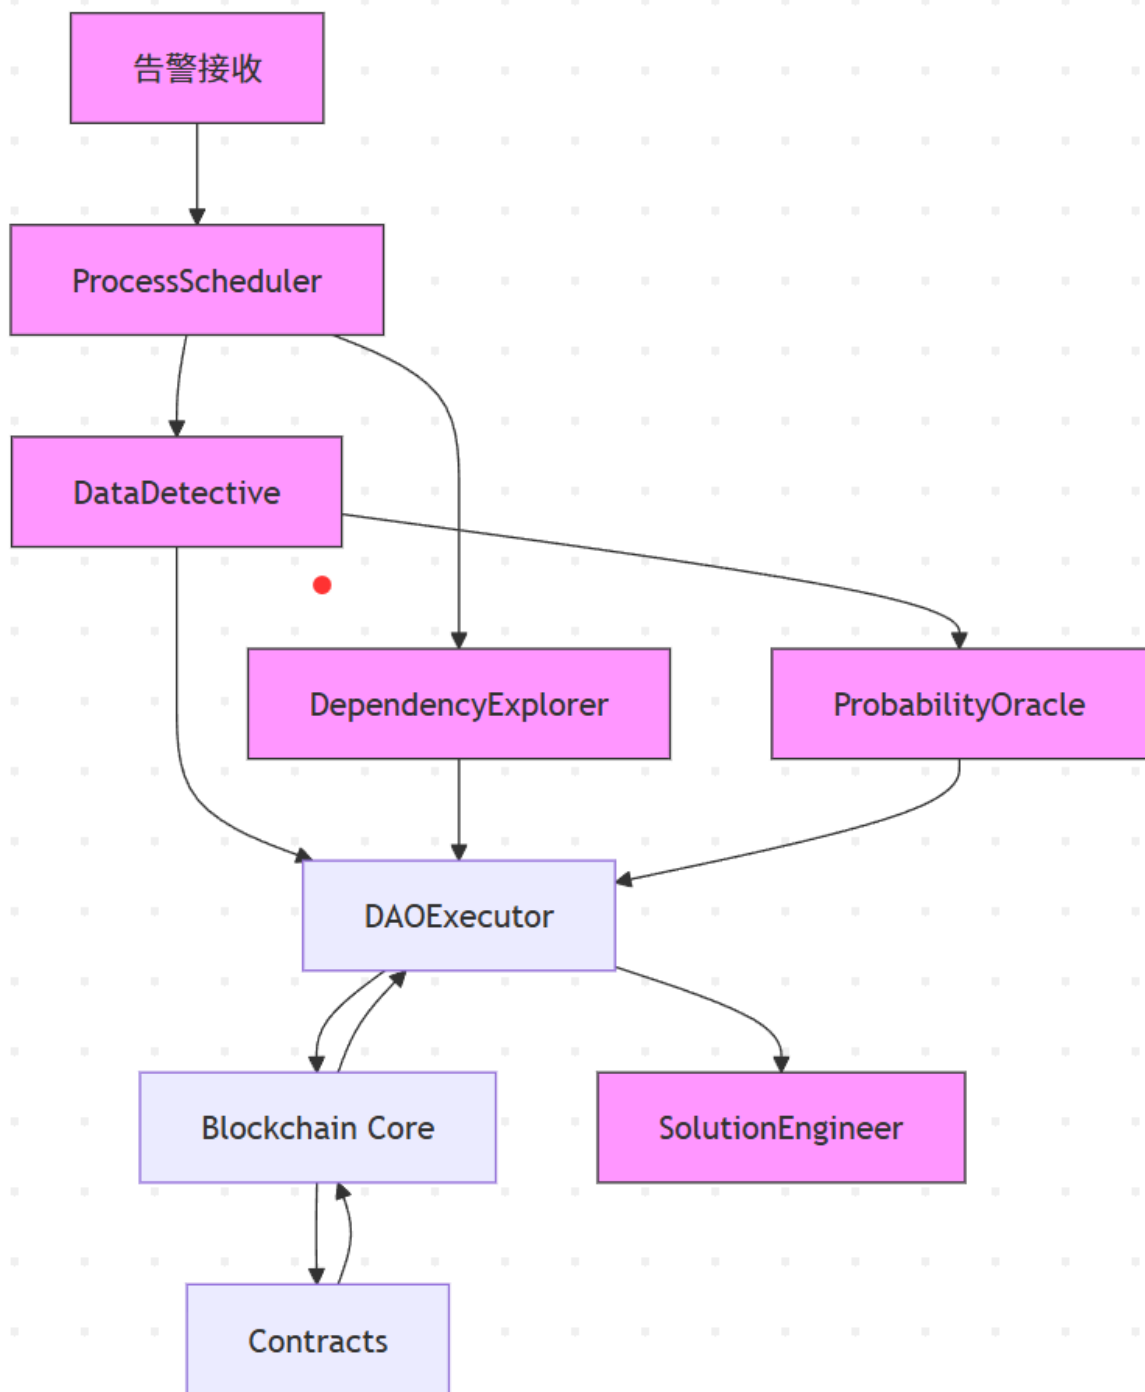 告警接收
ProcessScheduler
DataDetective
DependencyExplorer
ProbabilityOracle
DAOExecutor
Blockchain Core
SolutionEngineer
Contracts